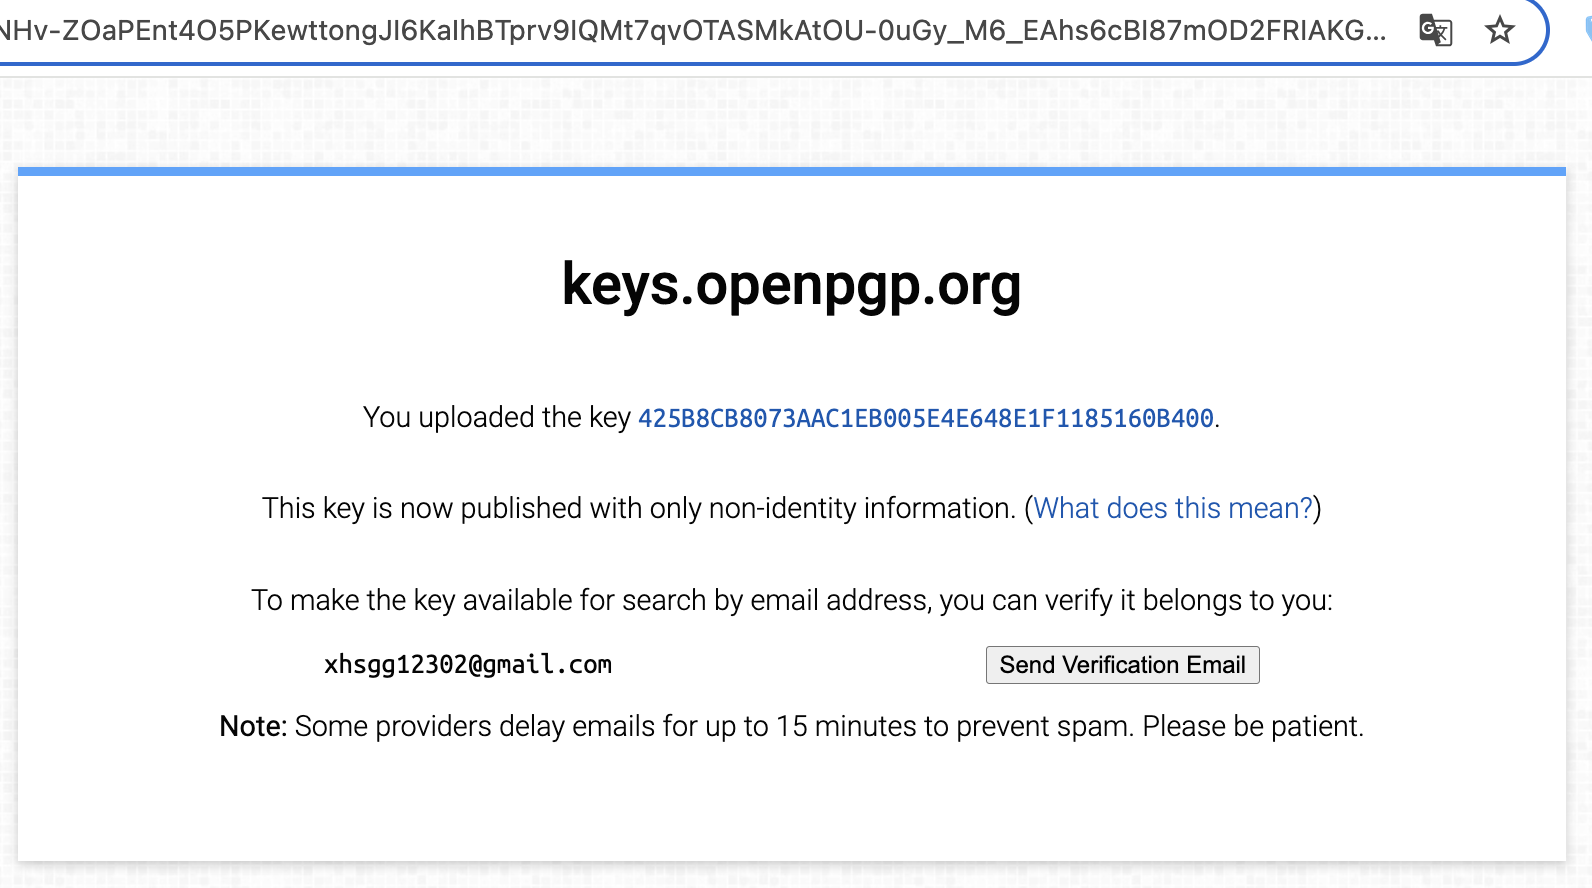 NHv-ZOaPEnt4O5PKewttongJI6KaIhBTprv9IQMt7qvOTASMkAtOU-0uGy_M6_EAhs6cBI87mOD2FRIAKG...
keys.openpgp.org
You uploaded the key 425B8CB8073AAC1EB005E4E648E1F1185160B400.
This key is now published with only non-identity information. (What does this mean?)
To make the key available for search by email address, you can verify it belongs to you:
xhsgg12302@gmail.com Send Verification Email
Note: Some providers delay emails for up to 15 minutes to prevent spam. Please be patient.